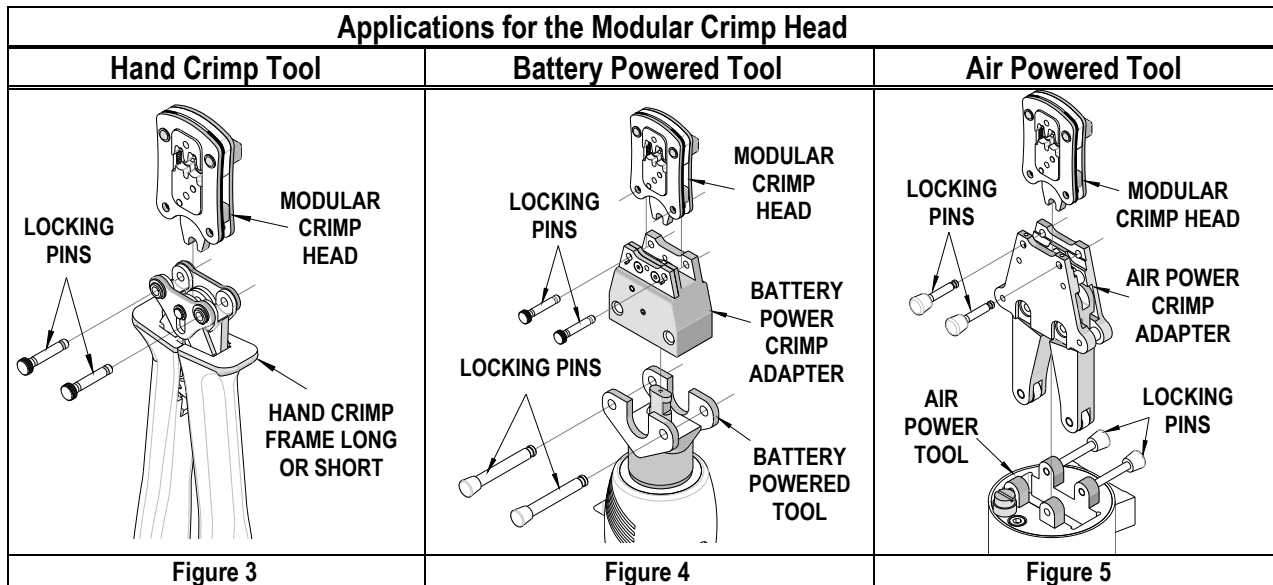 Applications for the Modular Crimp Head
Hand Crimp Tool
Battery Powered Tool
Air Powered Tool
LOCKING
PINS
MODULAR
CRIMP
HEAD
HAND CRIMP
FRAME LONG
OR SHORT
MODULAR
CRIMP
HEAD
LOCKING
PINS
BATTERY
POWER
CRIMP
ADAPTER
LOCKING PINS
BATTERY
POWERED
TOOL
LOCKING
PINS
MODULAR
CRIMP HEAD
AIR POWER
CRIMP
ADAPTER
AIR
POWER
TOOL
LOCKING
PINS
Figure 3
Figure 4
Figure 5